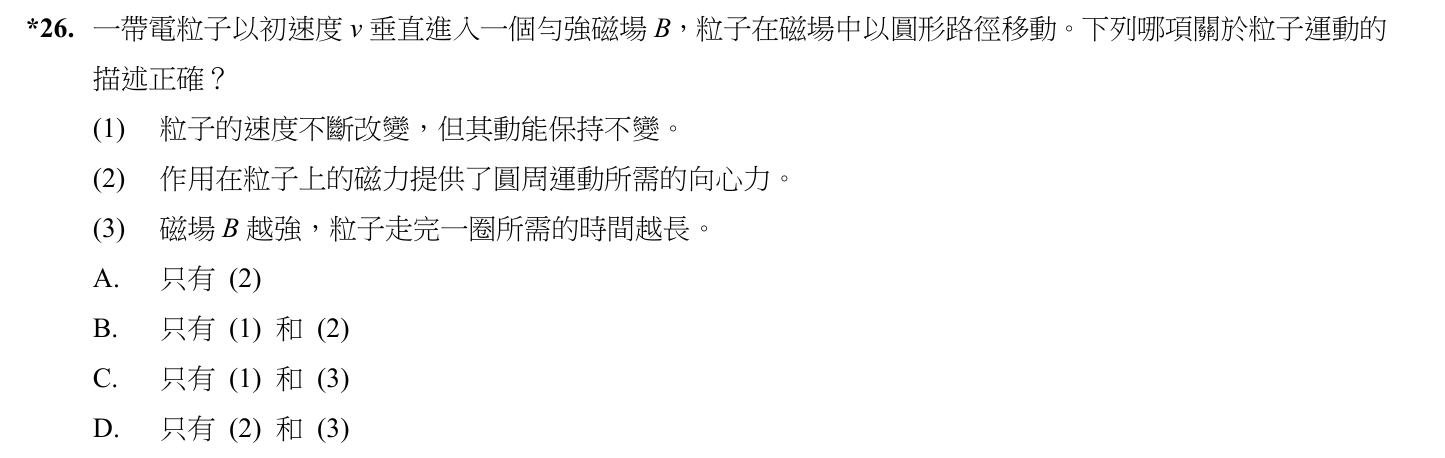 *26. 一帶電粒子以初速度 v 垂直進入一個勻強磁場 B，粒子在磁場中以圓形路徑移動。下列哪項關於粒子運動的
描述正確？
(1) 粒子的速度不斷改變，但其動能保持不變。
(2) 作用在粒子上的磁力提供了圓周運動所需的向心力。
(3) 磁場 B 越強，粒子走完一圈所需的時間越長。
A. 只有 (2)
B. 只有 (1) 和 (2)
C. 只有 (1) 和 (3)
D. 只有 (2) 和 (3)